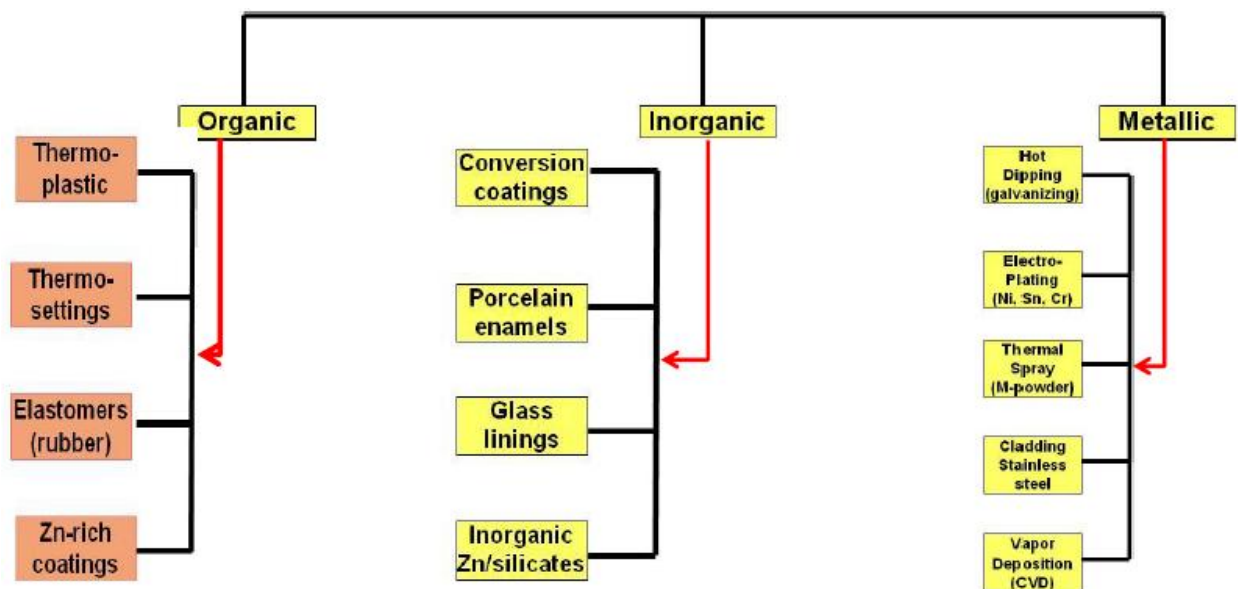 Organic
Inorganic
Metallic
Thermo-
plastic
Thermo-
settings
Elastomers
(rubber)
Zn-rich
coatings
Conversion
coatings
Porcelain
enamels
Glass
linings
Inorganic
Zn/silicates
Hot
Dipping
(galvanizing)
Electro-
Plating
(Ni, Sn, Cr)
Thermal
Spray
(M-powder)
Cladding
Stainless
steel
Vapor
Deposition
(CVD)